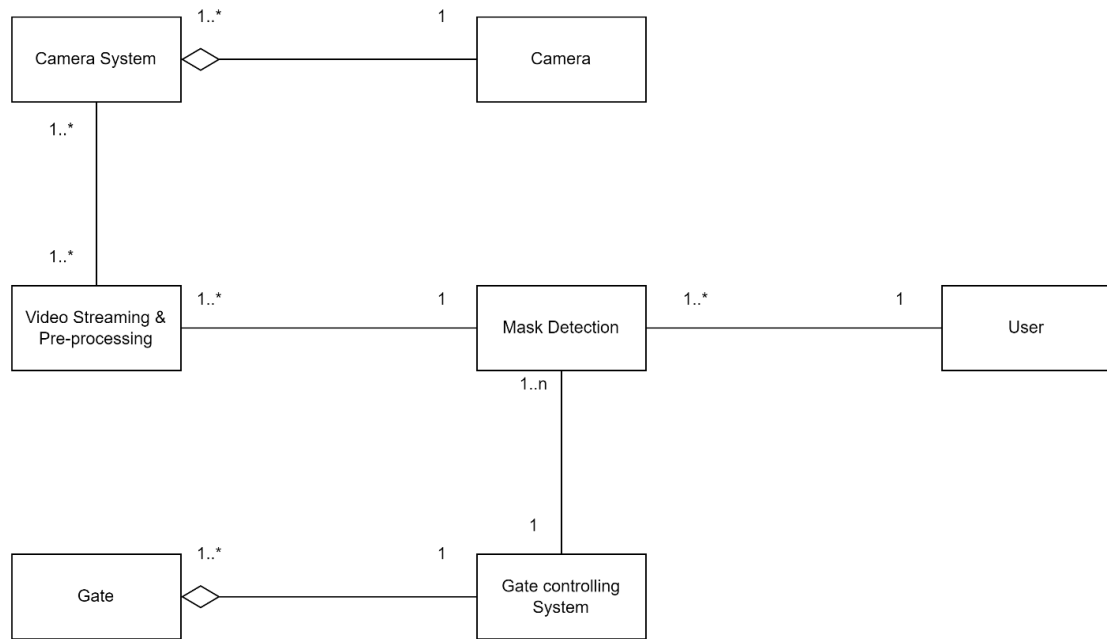 1..*
1
Camera System
Camera
1..*
1..*
Video Streaming &
Pre-processing
1..*
1
Mask Detection
1..*
1
User
1..n
1
Gate
1..*
1
Gate controlling
System